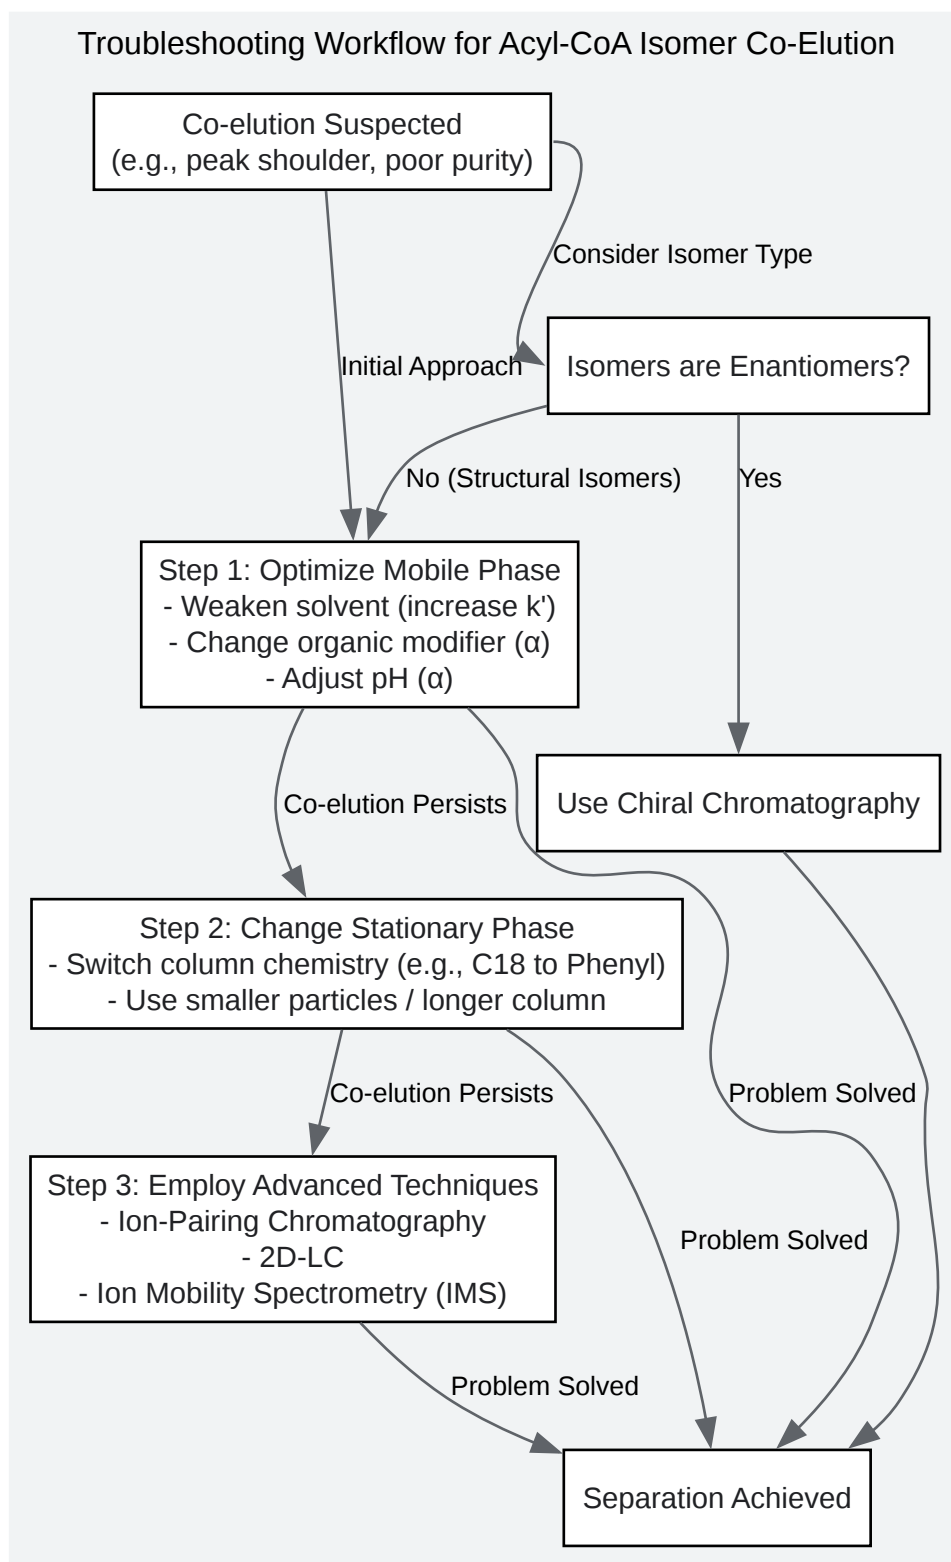 Troubleshooting Workflow for Acyl-CoA Isomer Co-Elution
Co-elution Suspected
(e.g., peak shoulder, poor purity)
Consider Isomer Type
Initial Approach
Isomers are Enantiomers?
No (Structural Isomers)
Yes
Step 1: Optimize Mobile Phase
- Weaken solvent (increase k')
- Change organic modifier (α)
- Adjust pH (α)
Co-elution Persists
Use Chiral Chromatography
Step 2: Change Stationary Phase
- Switch column chemistry (e.g., C18 to Phenyl)
- Use smaller particles / longer column
Co-elution Persists
Problem Solved
Step 3: Employ Advanced Techniques
- Ion-Pairing Chromatography
- 2D-LC
- Ion Mobility Spectrometry (IMS)
Problem Solved
Problem Solved
Separation Achieved